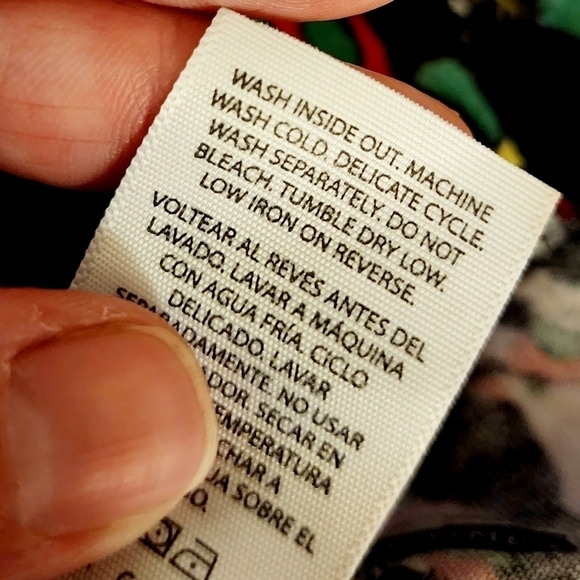 WASH INSIDE OUT. MACHINE
WASH COLD. DELICATE CYCLE.
WASH SEPARATELY. DO NOT
BLEACH. TUMBLE DRY LOW.
LOW IRON ON REVERSE.
VOLTEAR AL REVÉS ANTES DEL
LAVADO. LAVAR A MÁQUINA
CON AGUA FRÍA. CICLO
DELICADO. LAVAR
NO USAR
SECAR EN
SOBRE EL